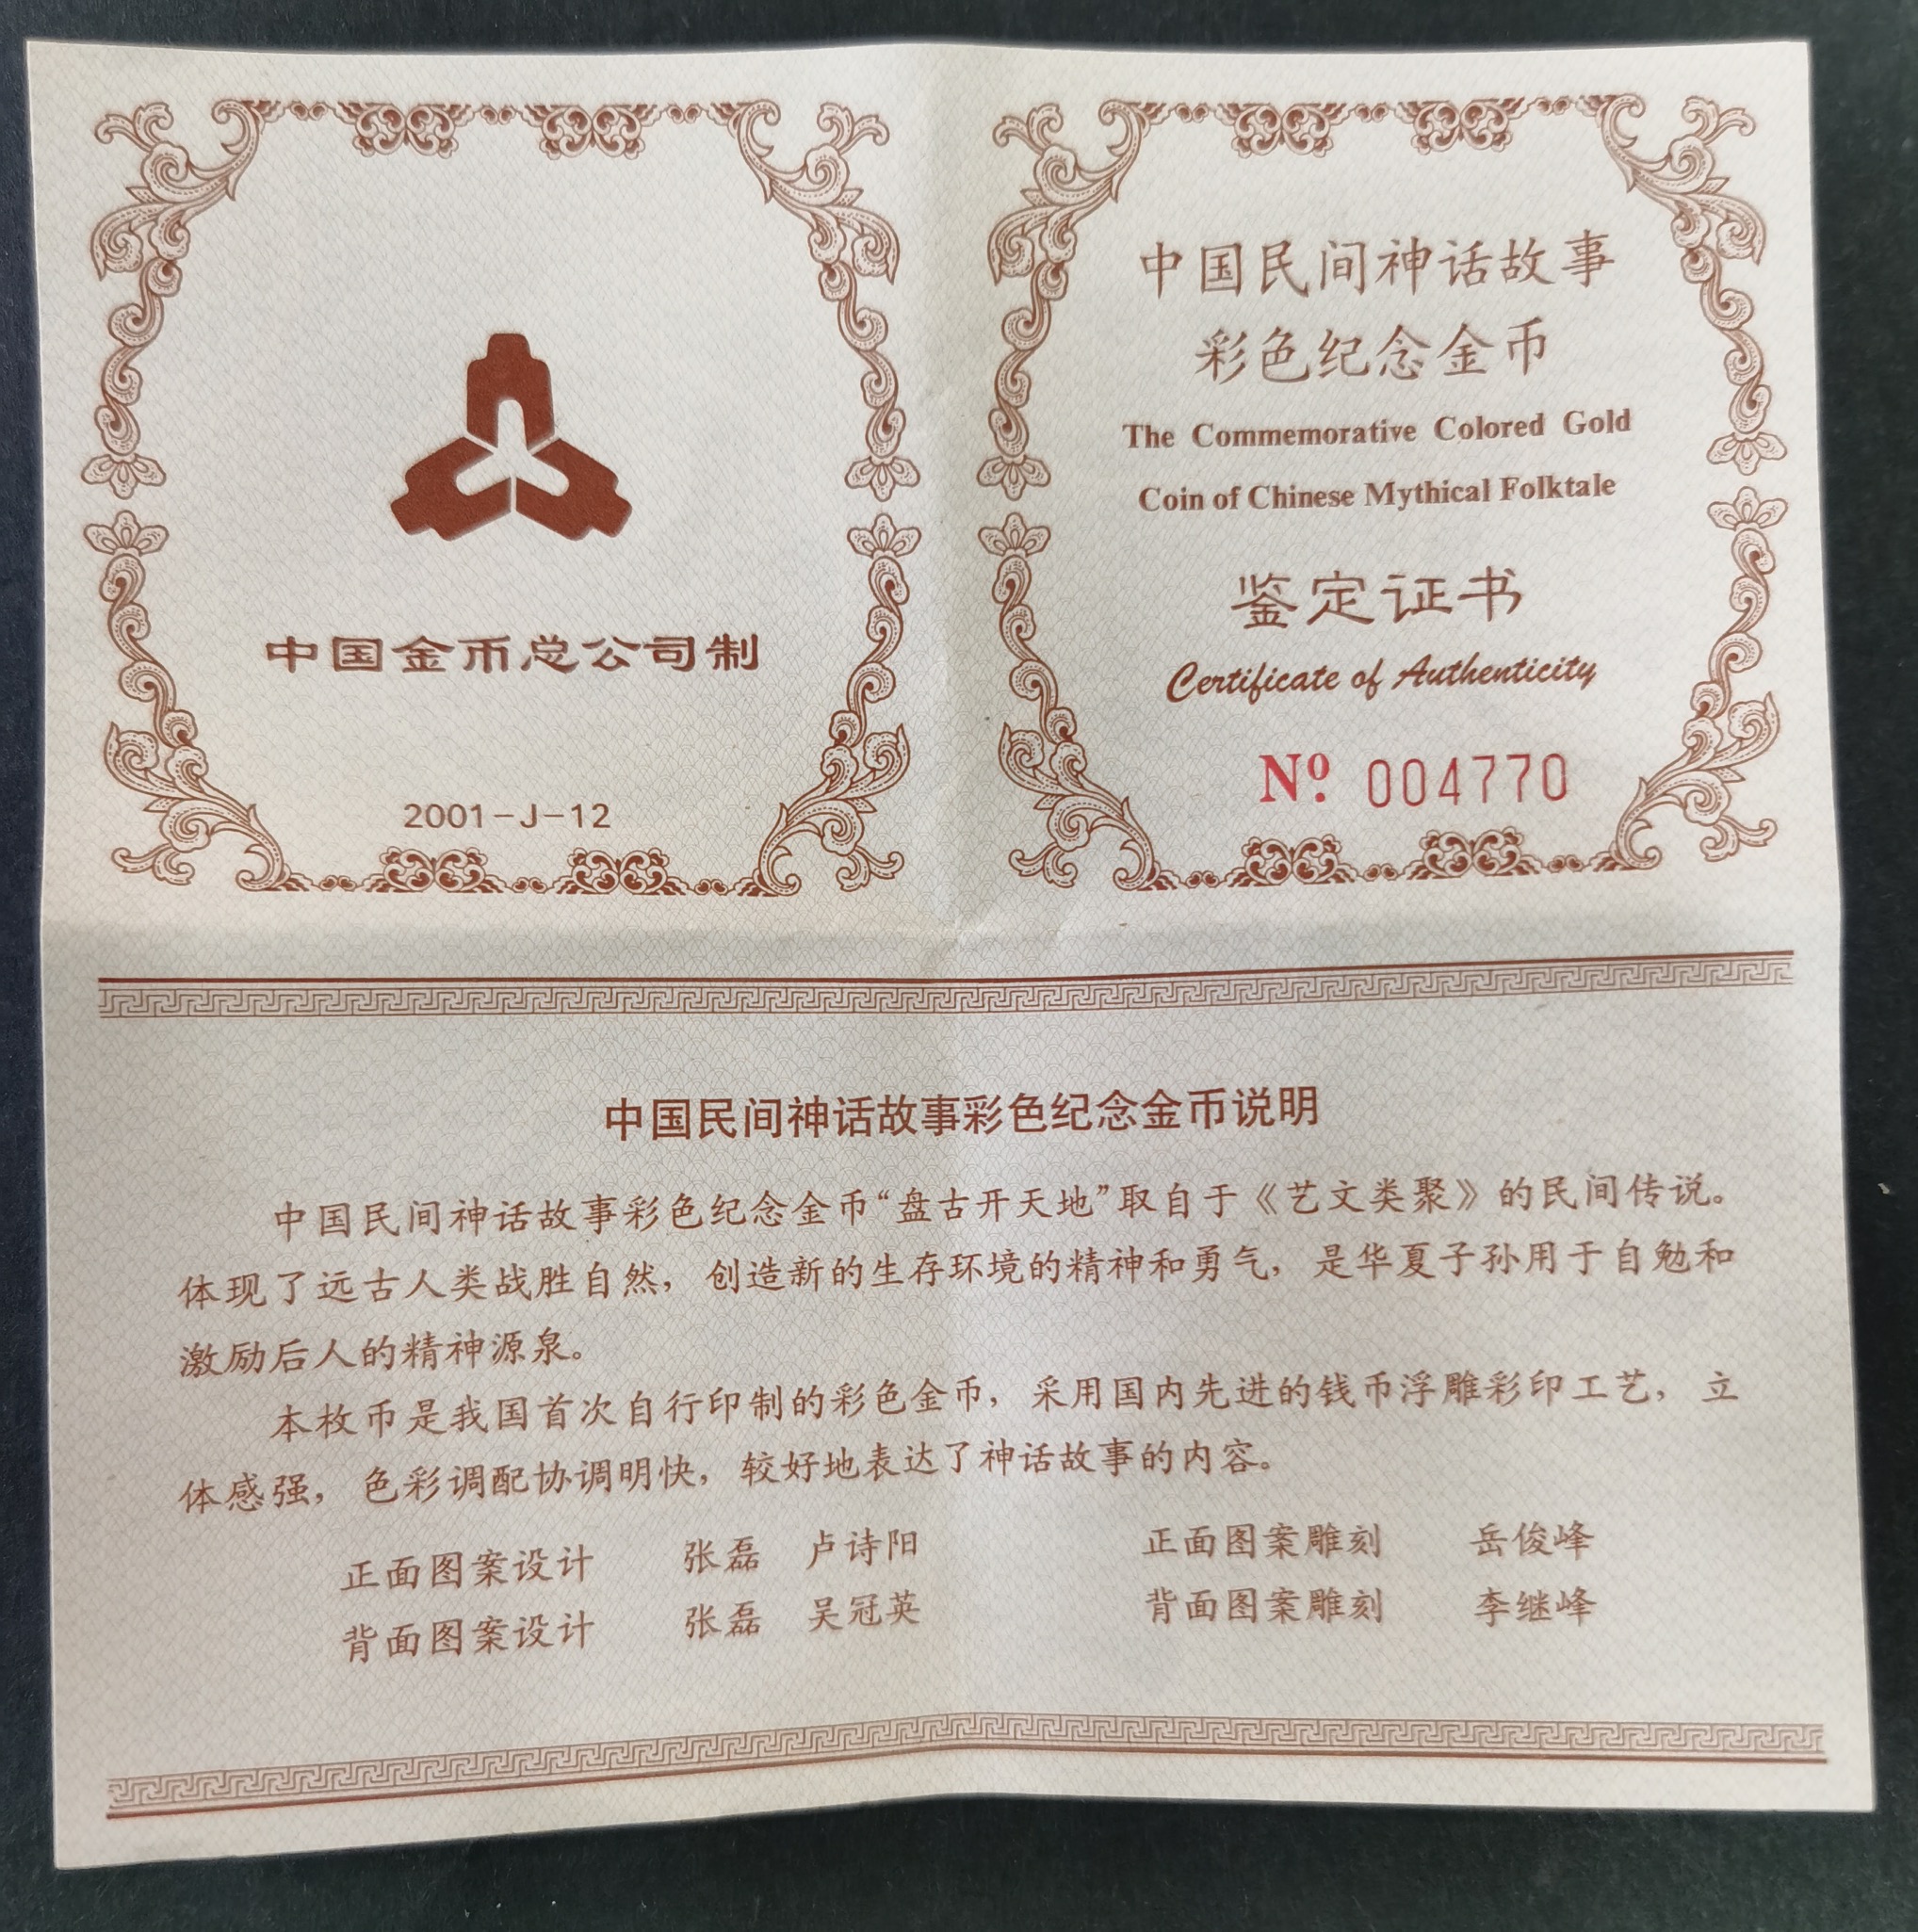 中国金币总公司制
2001-J-12
中国民间神话故事
彩色纪念金币
The Commemorative Colored Gold
Coin of Chinese Mythical Folktale
鉴定证书
Certificate of Authenticity
Nº 004770
中国民间神话故事彩色纪念金币说明
中国民间神话故事彩色纪念金币“盘古开天地”取自于《艺文类聚》的民间传说。
体现了远古人类战胜自然，创造新的生存环境的精神和勇气，是华夏子孙用于自勉和
激励后人的精神源泉。
本枚币是我国首次自行印制的彩色金币，采用国内先进的钱币浮雕彩印工艺，立
体感强，色彩调配协调明快，较好地表达了神话故事的内容。
正面图案设计 张磊 卢诗阳 正面图案雕刻 岳俊峰
背面图案设计 张磊 吴冠英 背面图案雕刻 李继峰